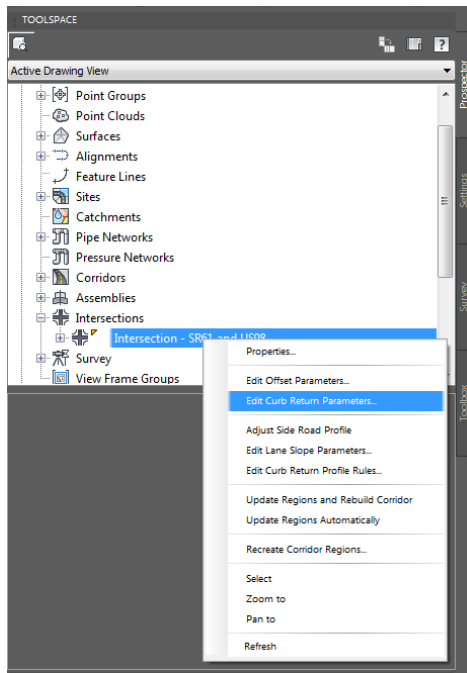 TOOLSPACE
?
Active Drawing View
Point Groups
Point Clouds
Surfaces
Alignments
Feature Lines
Sites
Catchments
Pipe Networks
Pressure Networks
Corridors
Assemblies
Intersections
Intersection - SR61 and US98
Survey
View Frame Groups
Properties...
Edit Offset Parameters...
Edit Curb Return Parameters...
Adjust Side Road Profile
Edit Lane Slope Parameters...
Edit Curb Return Profile Rules...
Update Regions and Rebuild Corridor
Update Regions Automatically
Recreate Corridor Regions...
Select
Zoom to
Pan to
Refresh
Prospector
Settings
Survey
Toolbox